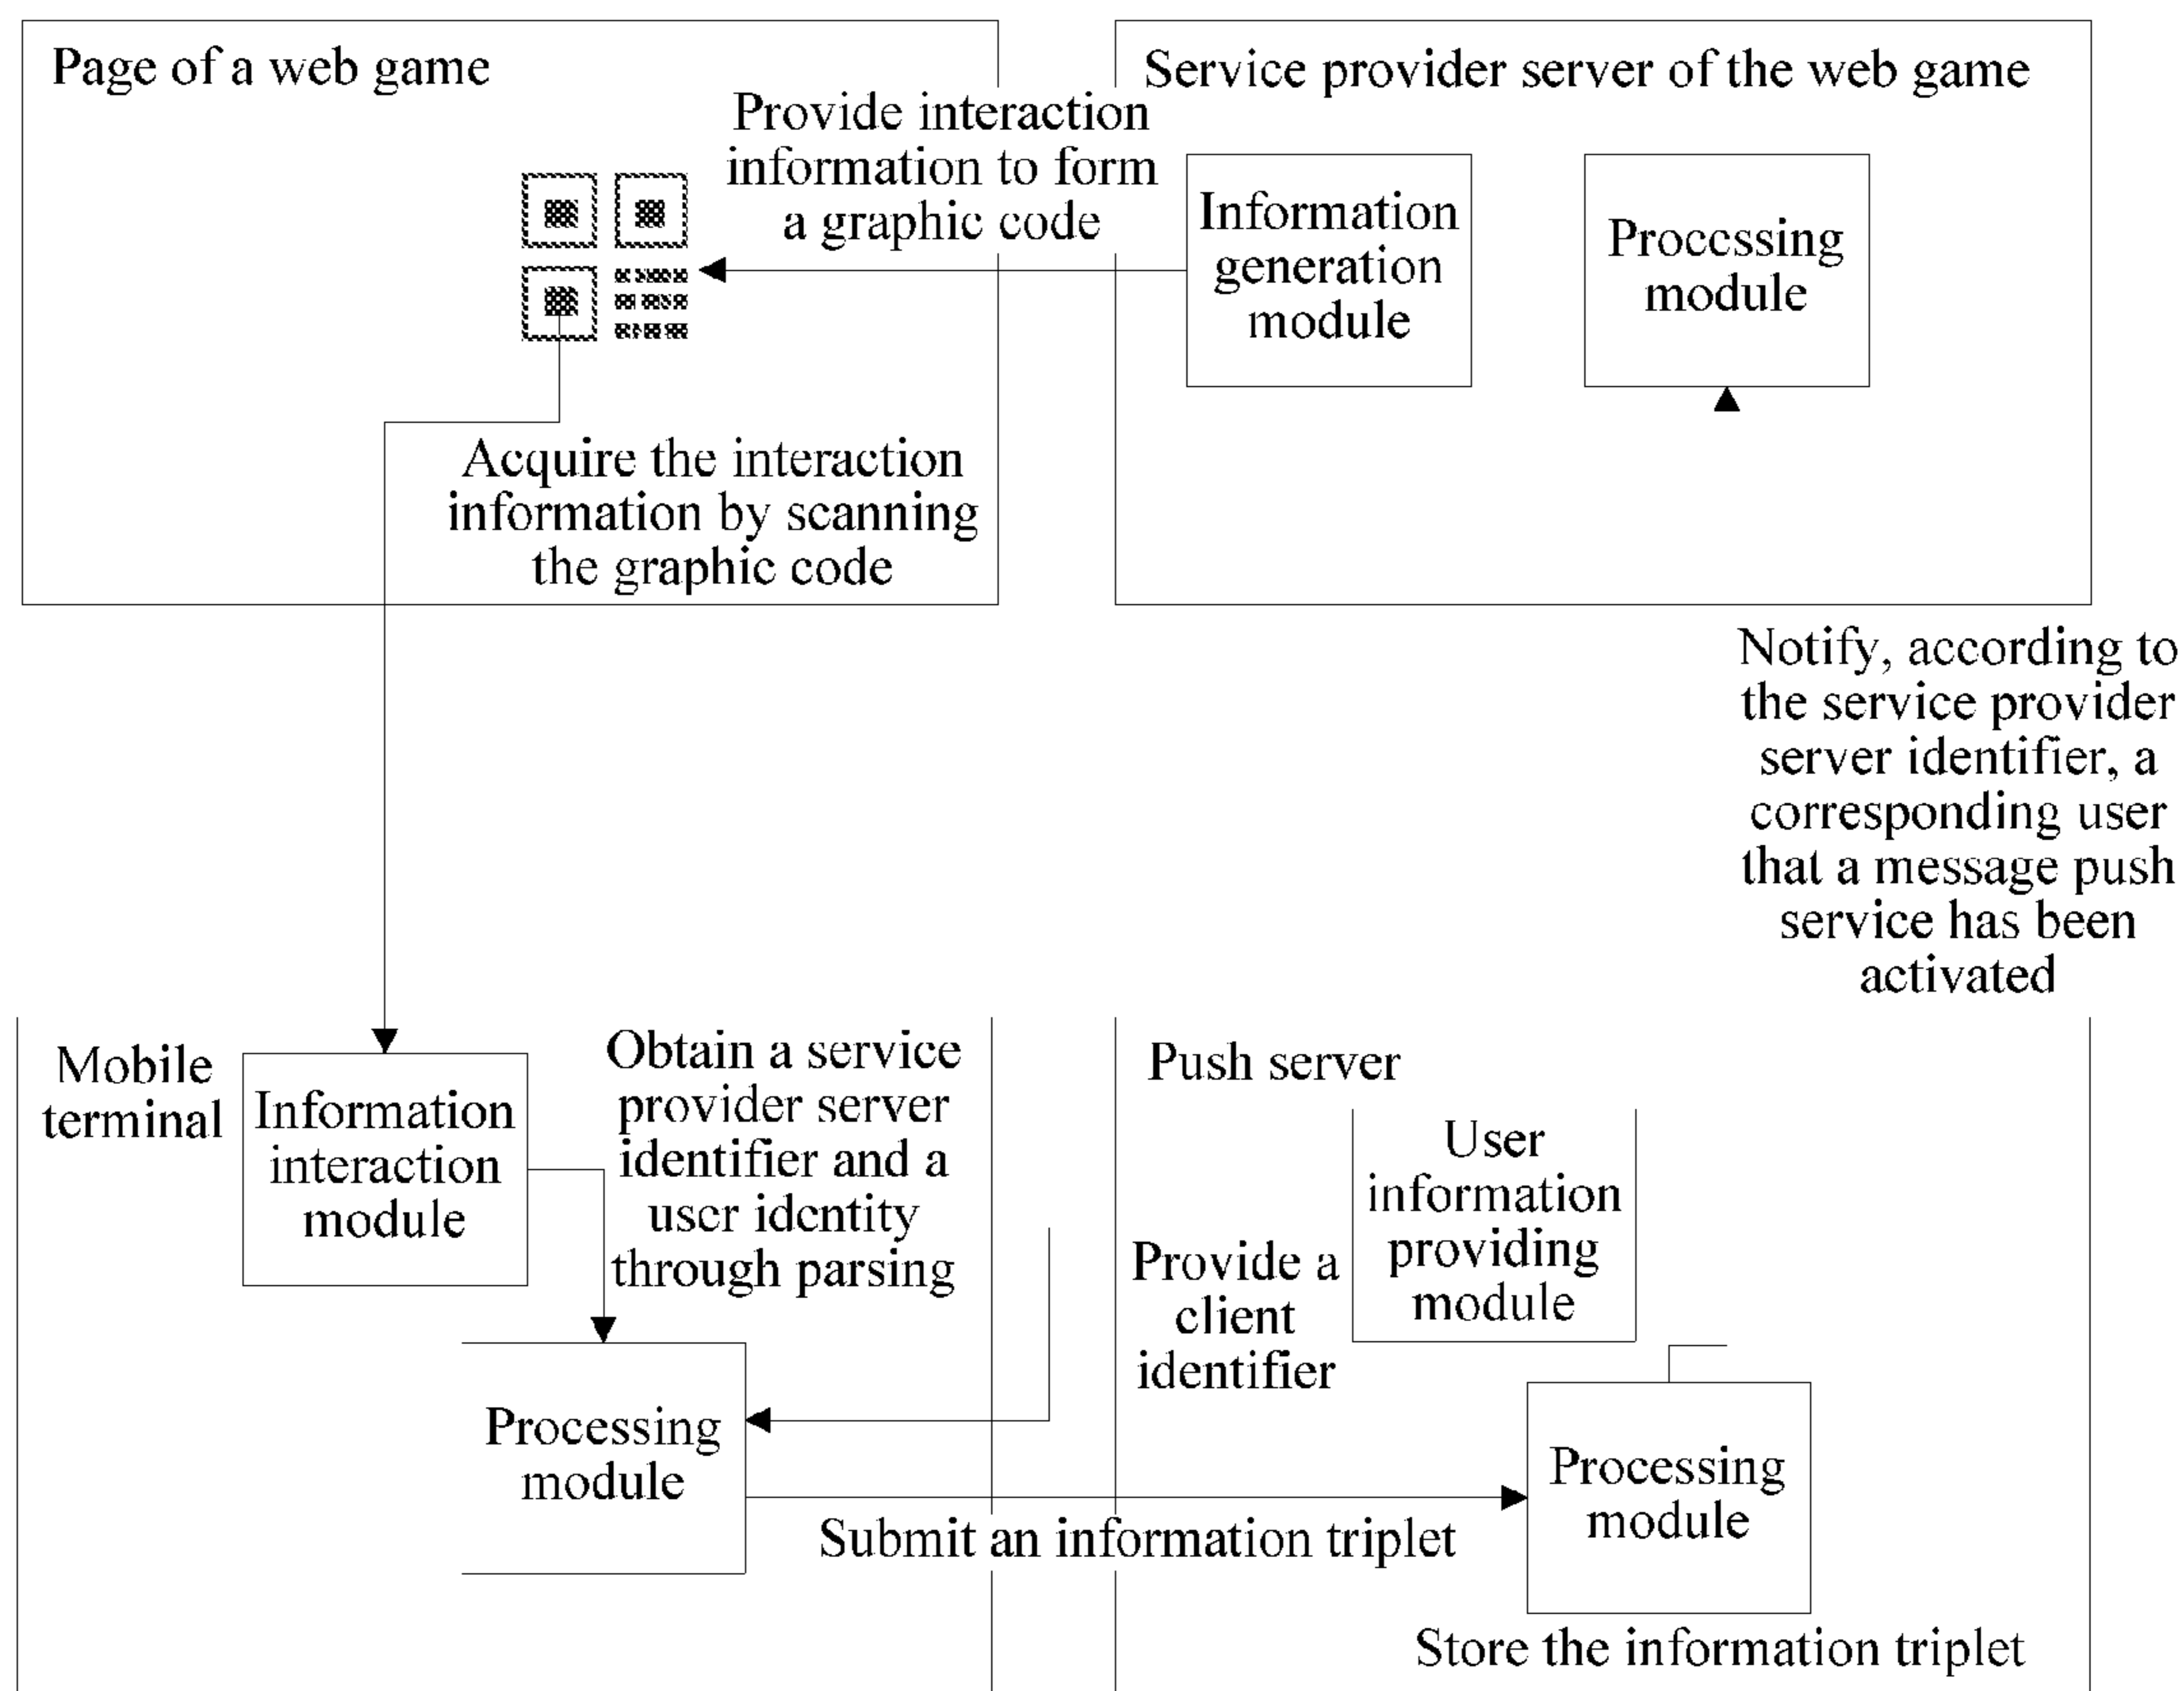 Page of a web game
Service provider server of the web game
Provide interaction
information to form
a graphic code
Information
generation
module
Processing
module
Acquire the interaction
information by scanning
the graphic code
Notify, according to
the service provider
server identifier, a
corresponding user
that a message push
service has been
activated
Mobile
terminal
Information
interaction
module
Obtain a service
provider server
identifier and a
user identity
through parsing
Push server
User
information
providing
module
Provide a
client
identifier
Processing
module
Processing
module
Submit an information triplet
Store the information triplet